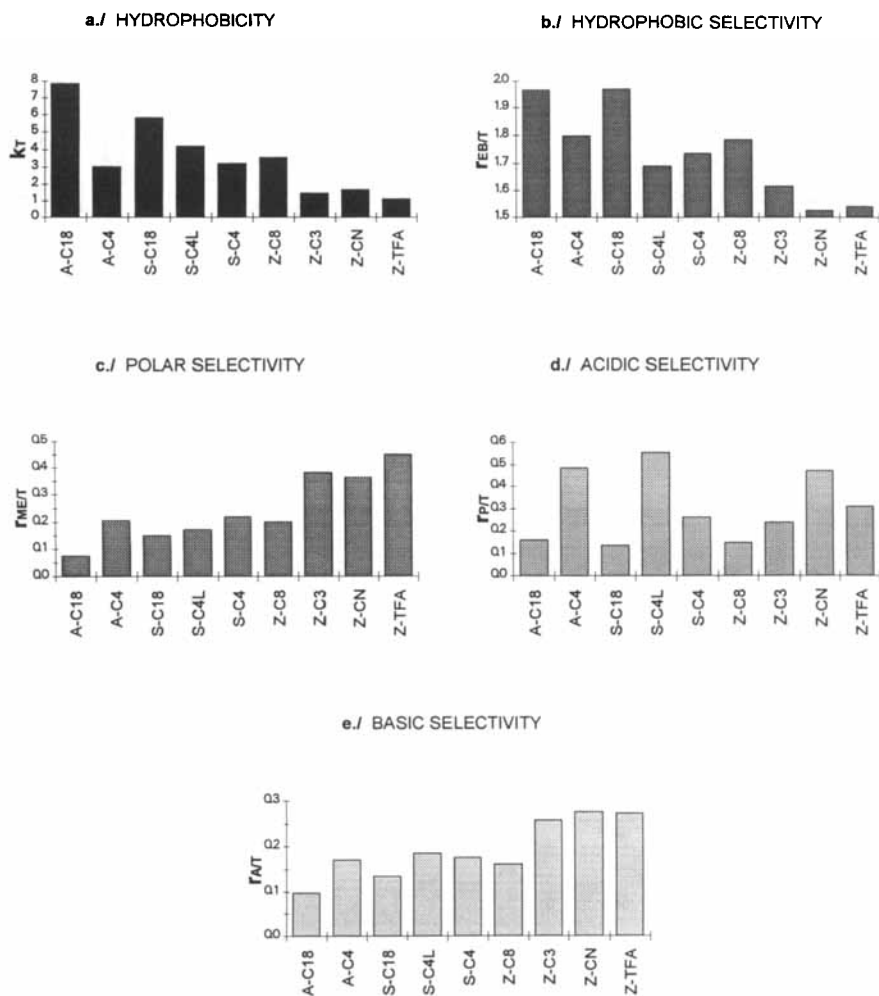 a./ HYDROPHOBICITY
b./ HYDROPHOBIC SELECTIVITY
8
7
6
5
4
3
2
1
0
kT
A-C18
A-C4
S-C18
S-C4L
S-C4
Z-C8
Z-C3
Z-CN
Z-TFA
2.0
1.9
1.8
1.7
1.6
1.5
rEB/T
A-C18
A-C4
S-C18
S-C4L
S-C4
Z-C8
Z-C3
Z-CN
Z-TFA
c./ POLAR SELECTIVITY
d./ ACIDIC SELECTIVITY
0.5
0.4
0.3
0.2
0.1
0.0
rME/T
A-C18
A-C4
S-C18
S-C4L
S-C4
Z-C8
Z-C3
Z-CN
Z-TFA
0.6
0.5
0.4
0.3
0.2
0.1
0.0
rP/T
A-C18
A-C4
S-C18
S-C4L
S-C4
Z-C8
Z-C3
Z-CN
Z-TFA
e./ BASIC SELECTIVITY
0.3
0.2
0.1
0.0
rA/T
A-C18
A-C4
S-C18
S-C4L
S-C4
Z-C8
Z-C3
Z-CN
Z-TFA